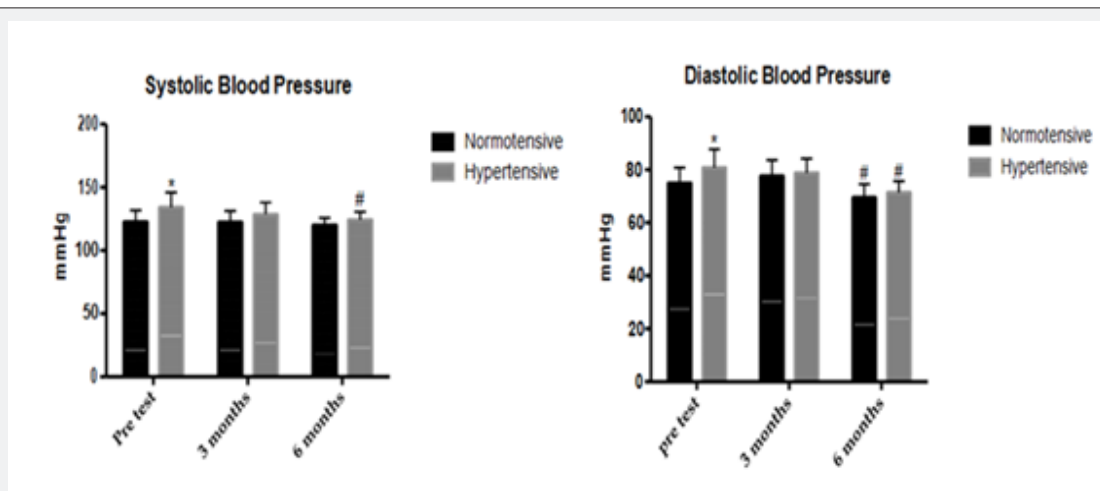 Systolic Blood Pressure
200
150
100
50
0
mmHg
*
#
Pre test
3 months
6 months
Normotensive
Hypertensive
Diastolic Blood Pressure
100
80
60
40
20
0
mmHg
*
#
#
pre test
3 months
6 months
Normotensive
Hypertensive